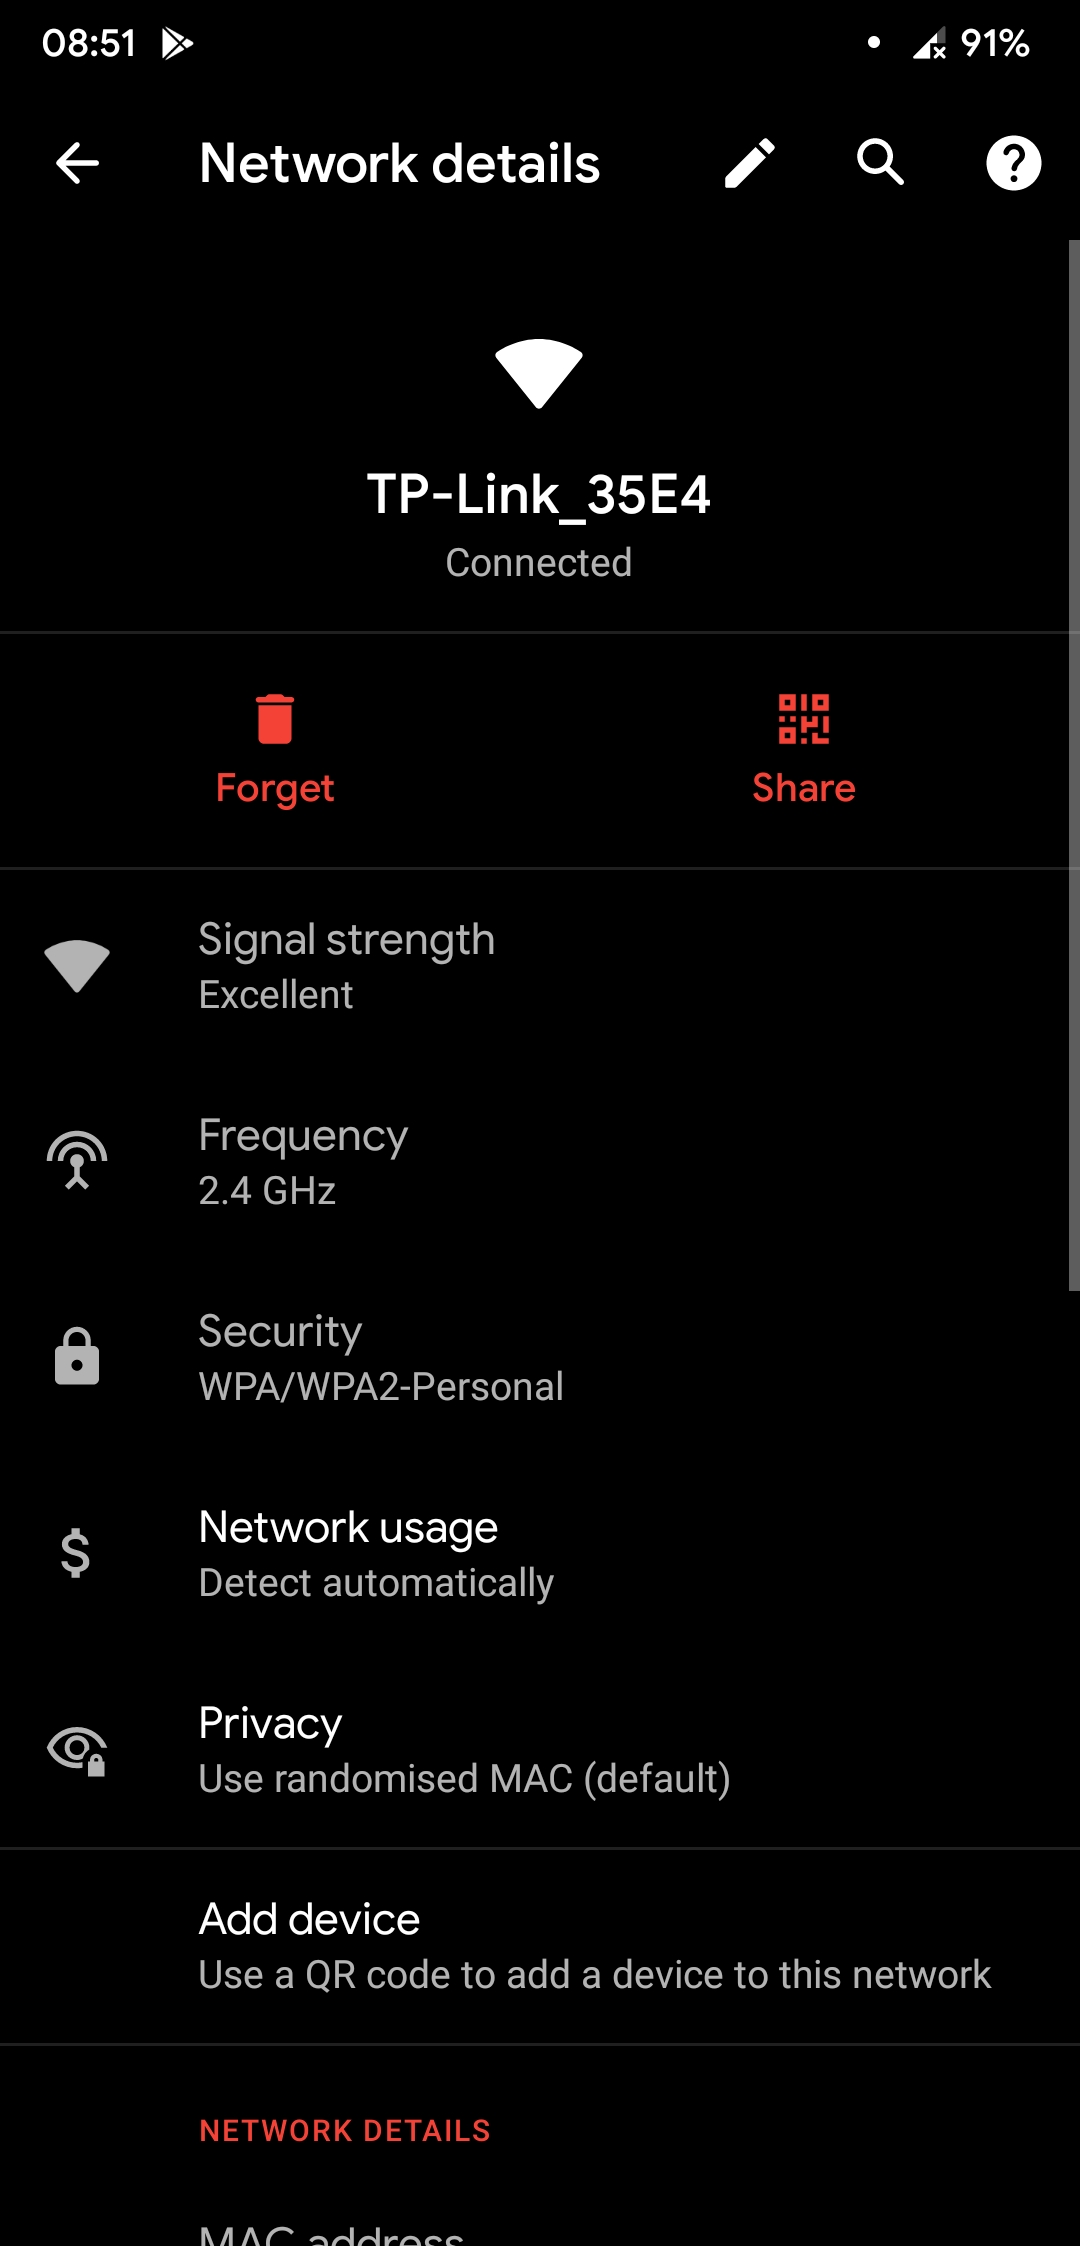 08:51
91%
Network details
TP-Link_35E4
Connected
Forget
Share
Signal strength
Excellent
Frequency
2.4 GHz
Security
WPA/WPA2-Personal
Network usage
Detect automatically
Privacy
Use randomised MAC (default)
Add device
Use a QR code to add a device to this network
NETWORK DETAILS
MAC address